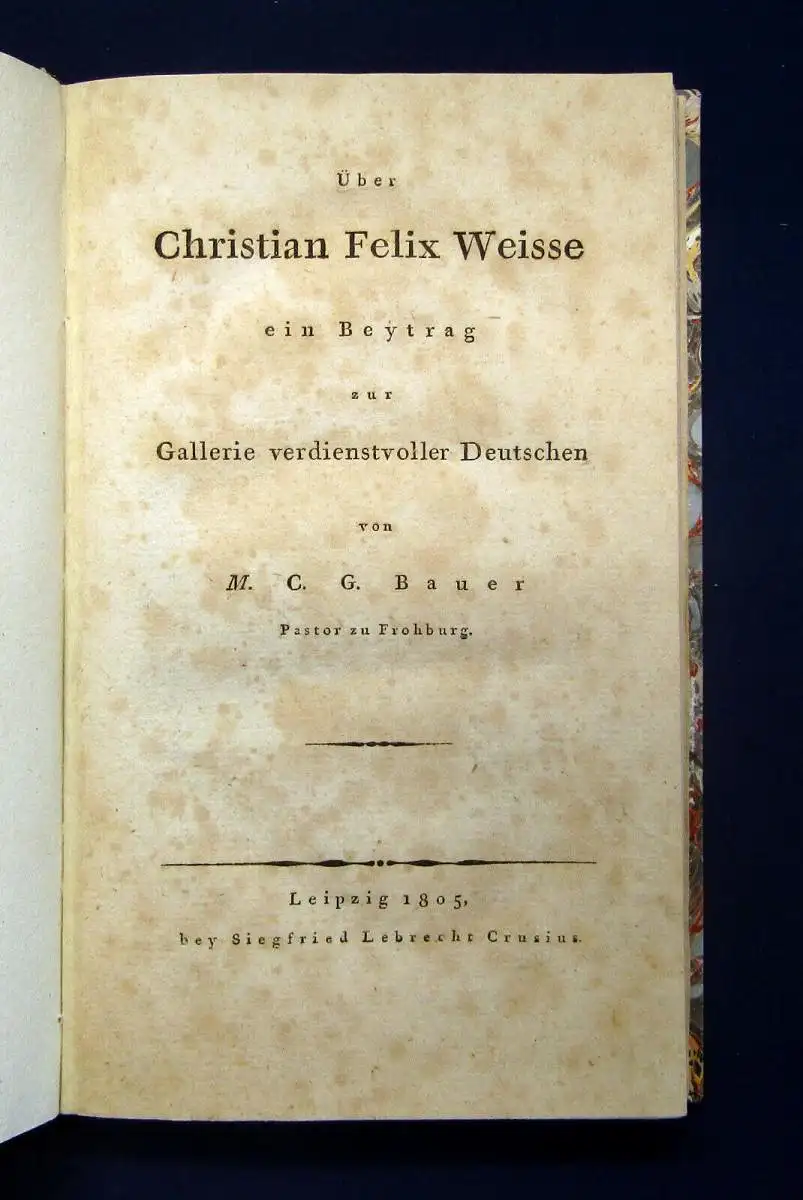 Über
Christian Felix Weisse
ein Beytrag
zur
Gallerie verdienstvoller Deutschen
von
M. C. G. Bauer
Pastor zu Frohburg.
Leipzig 1805,
bey Siegfried Lebrecht Crusius.